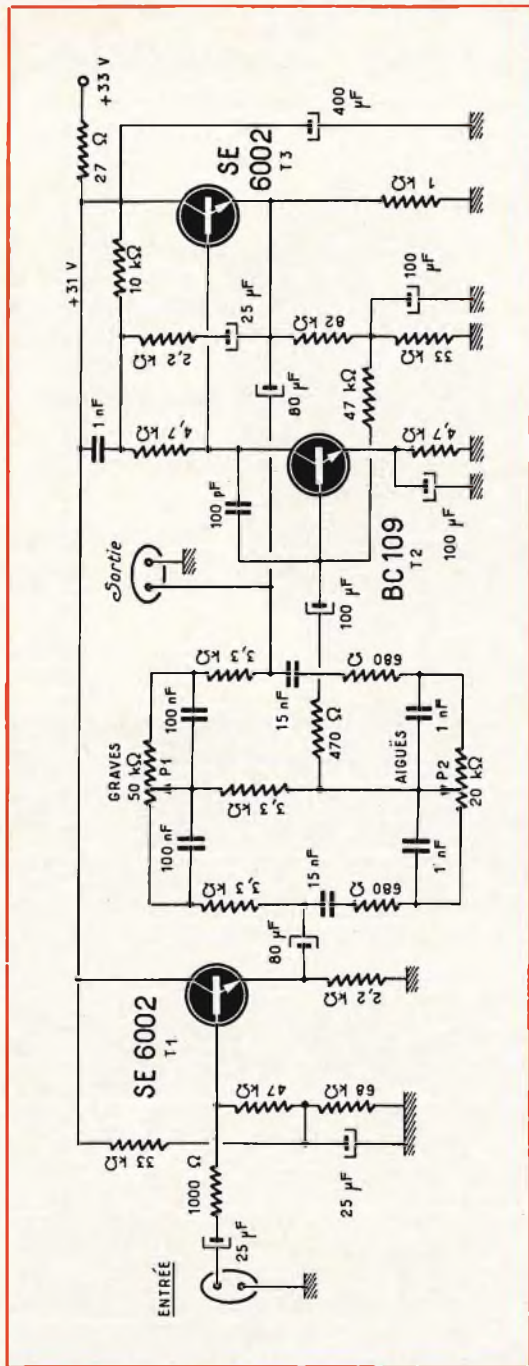 ENTRÉE
25 µF
1000 Ω
33 kΩ
47 kΩ
68 kΩ
25 µF
SE 6002
T1
2,2 kΩ
80 µF
GRAVES
50 kΩ
P1
100 nF
100 nF
3,3 kΩ
3,3 kΩ
3,3 kΩ
15 nF
15 nF
470 Ω
680 Ω
680 Ω
AIGUËS
1 nF
1 nF
P2
20 kΩ
Sortie
100 µF
100 pF
BC109
T2
1 nF
4,7 kΩ
4,7 kΩ
100 µF
80 µF
47 kΩ
2,2 kΩ
25 µF
82 kΩ
33 kΩ
100 µF
+31 V
10 kΩ
SE
6002
T3
27 Ω
+33 V
400 µF
1 kΩ